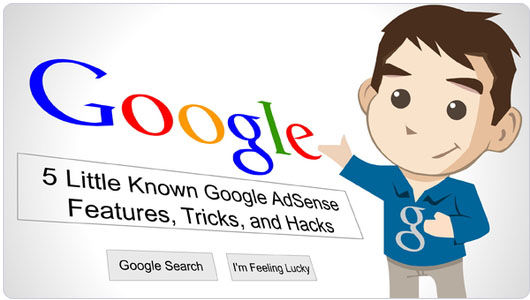 Google
5 Little Known Google AdSense
Features, Tricks, and Hacks
g
Google Search
I'm Feeling Lucky